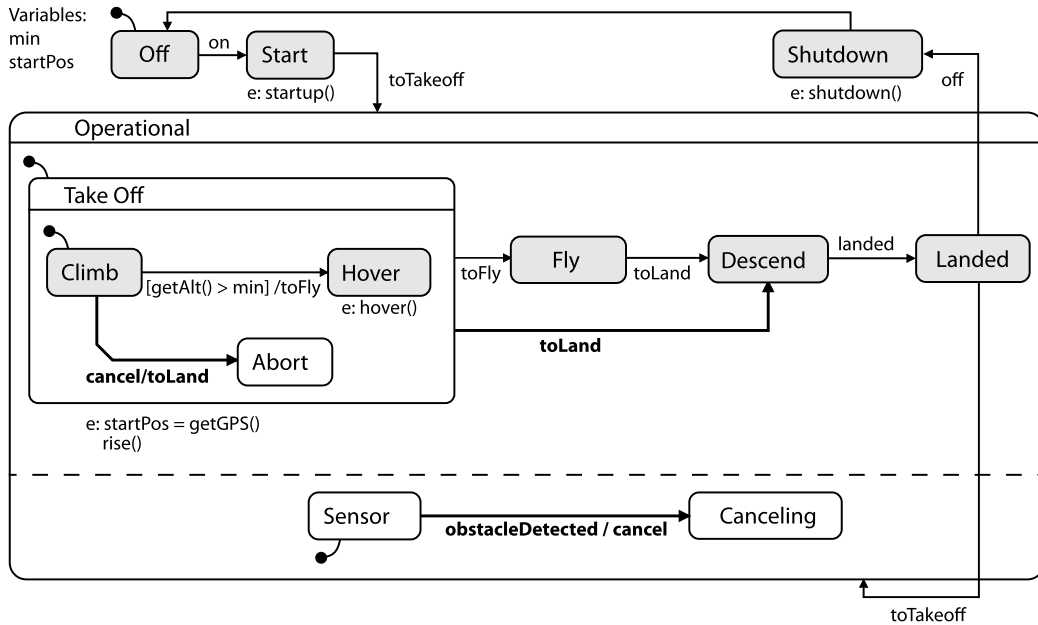 Variables:
min
startPos
Off
on
Start
e: startup()
toTakeoff
Shutdown
e: shutdown()
off
Operational
Take Off
Climb
[getAlt() > min] /toFly
Hover
e: hover()
cancel/toLand
Abort
e: startPos = getGPS()
rise()
toFly
Fly
toLand
Descend
landed
Landed
toLand
Sensor
obstacleDetected / cancel
Canceling
toTakeoff